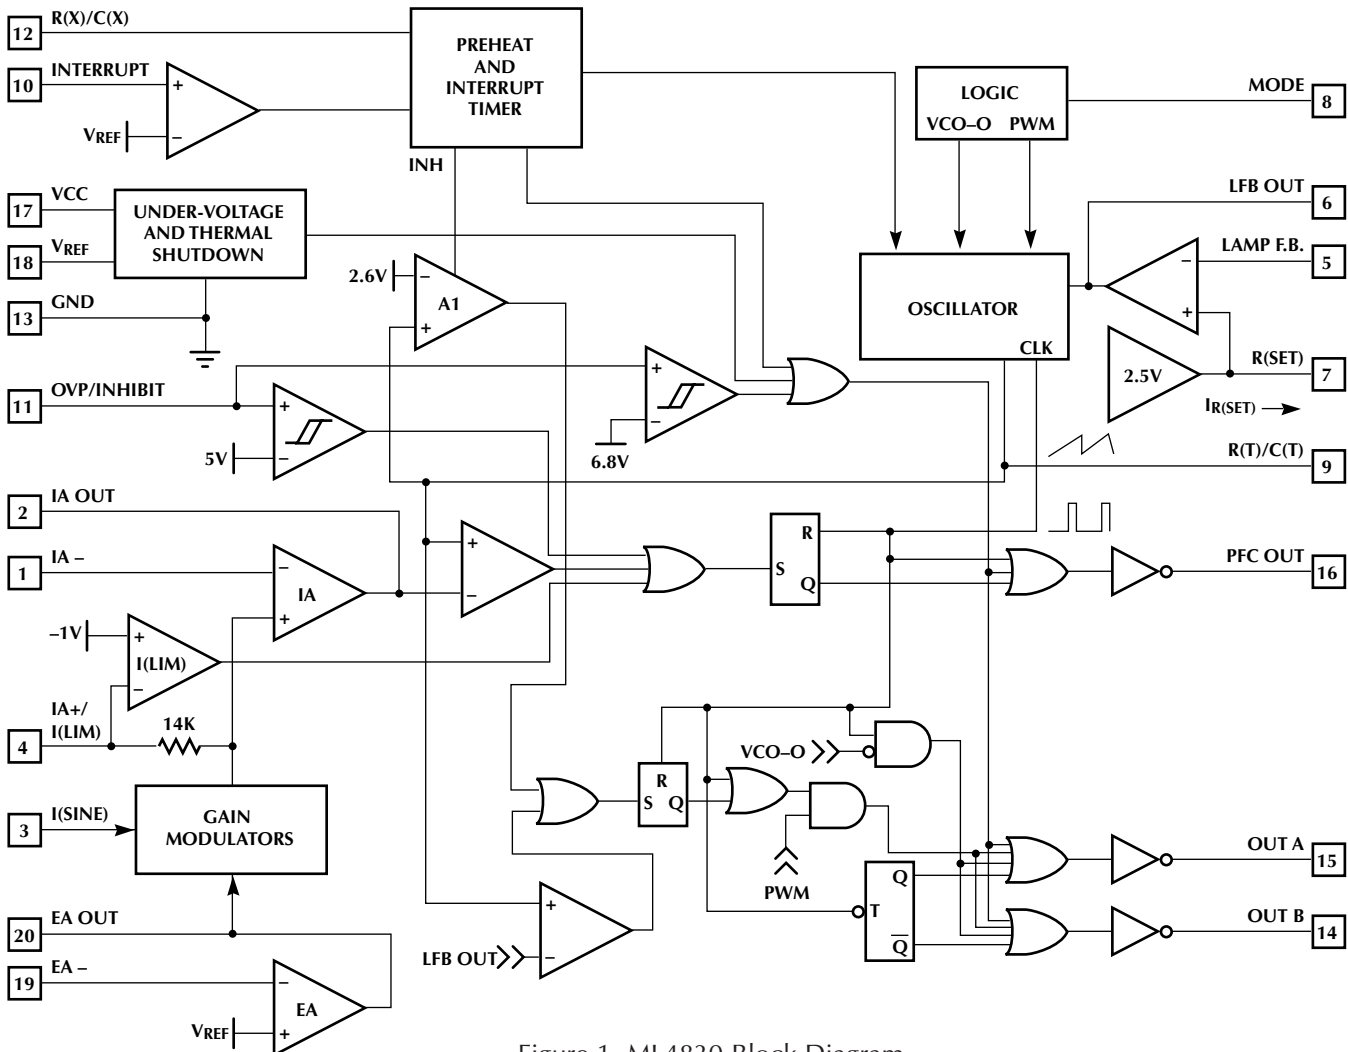 12 R(X)/C(X)
10 INTERRUPT
+
VREF
−
PREHEAT
AND
INTERRUPT
TIMER
INH
LOGIC
VCO–O PWM
MODE
8
17 VCC
18 VREF
13 GND
UNDER-VOLTAGE
AND THERMAL
SHUTDOWN
2.6V
−
A1
+
OSCILLATOR
CLK
LFB OUT
6
LAMP F.B.
5
−
+
2.5V
R(SET)
7
IR(SET)
11 OVP/INHIBIT
+
5V
−
+
−
6.8V
R(T)/C(T)
9
2 IA OUT
1 IA –
−
IA
+
+
−
R
S
Q
PFC OUT
16
–1V
+
I(LIM)
−
IA+/
I(LIM)
4
14K
VCO–O
R
S Q
PWM
3 I(SINE)
GAIN
MODULATORS
Q
T
Q
OUT A
15
OUT B
14
20 EA OUT
19 EA –
−
EA
VREF
+
+
LFB OUT
−